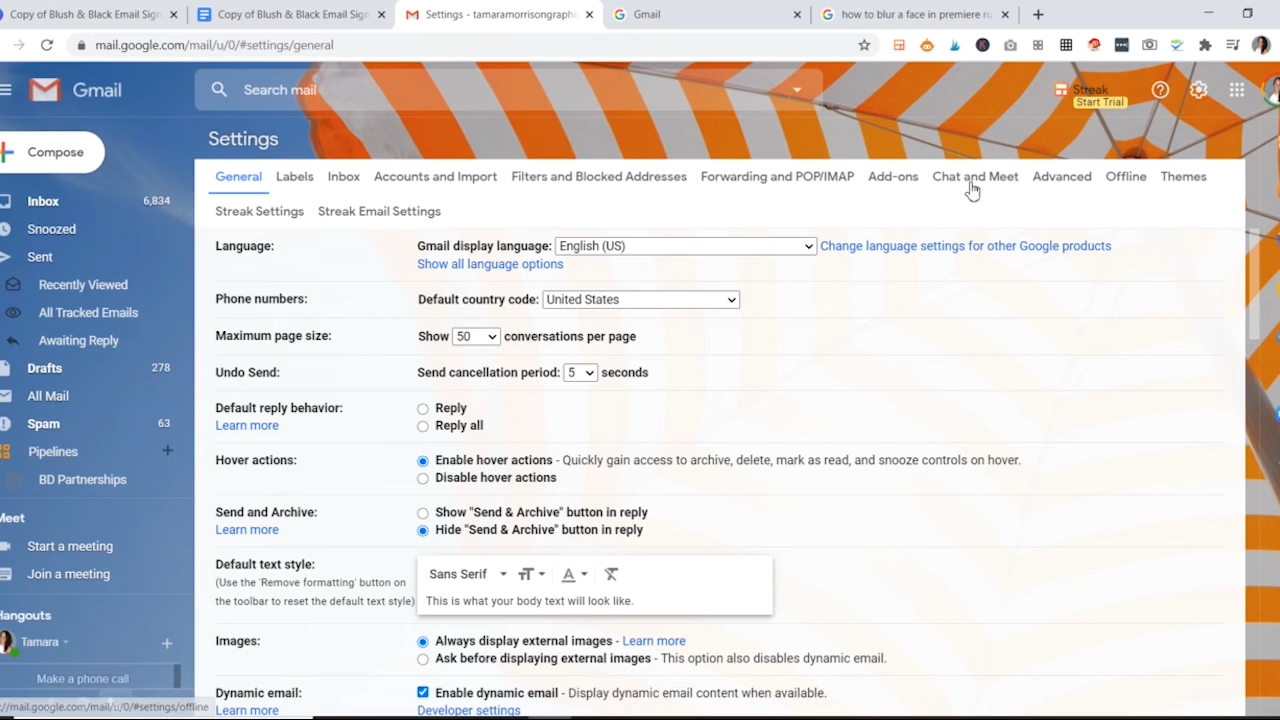 Copy of Blush & Black Email Sign
Copy of Blush & Black Email Sign
Settings - tamaramorrisongraphe
Gmail
how to blur a face in premiere ru
mail.google.com/mail/u/0/#settings/general
Gmail
Search mail
Streak
Start Trial
Settings
Compose
General Labels Inbox Accounts and Import Filters and Blocked Addresses Forwarding and POP/IMAP Add-ons Chat and Meet Advanced Offline Themes
Streak Settings Streak Email Settings
Inbox 6,834
Snoozed
Sent
Recently Viewed
All Tracked Emails
Awaiting Reply
Drafts 278
All Mail
Spam 63
Pipelines
BD Partnerships
Meet
Start a meeting
Join a meeting
Hangouts
Tamara
Make a phone call
://mail.google.com/mail/u/0/#settings/offline
Language: Gmail display language: English (US) Change language settings for other Google products
Show all language options
Phone numbers: Default country code: United States
Maximum page size: Show 50 conversations per page
Undo Send: Send cancellation period: 5 seconds
Default reply behavior: Reply
Learn more Reply all
Hover actions: Enable hover actions - Quickly gain access to archive, delete, mark as read, and snooze controls on hover.
Disable hover actions
Send and Archive: Show "Send & Archive" button in reply
Learn more Hide "Send & Archive" button in reply
Default text style:
(Use the 'Remove formatting' button on
the toolbar to reset the default text style)
Sans Serif
This is what your body text will look like.
Images: Always display external images - Learn more
Ask before displaying external images - This option also disables dynamic email.
Dynamic email: Enable dynamic email - Display dynamic email content when available.
Learn more Developer settings